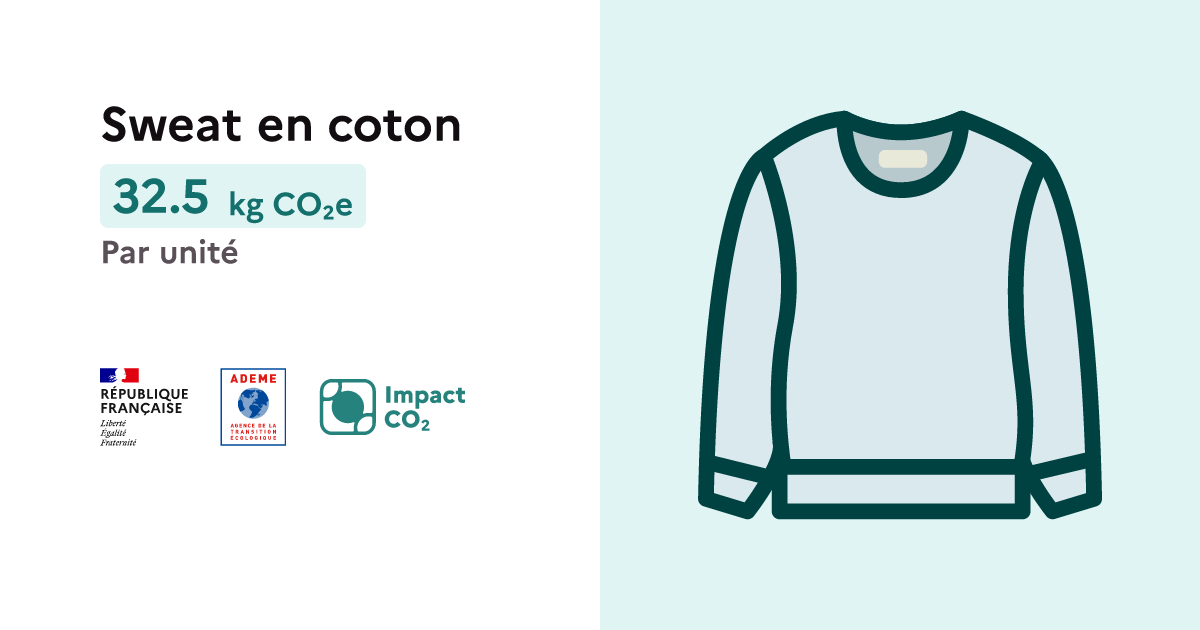 Sweat en coton
32.5 kg CO₂e
Par unité
RÉPUBLIQUE
FRANÇAISE
Liberté
Égalité
Fraternité
ADEME
AGENCE DE LA
TRANSITION
ÉCOLOGIQUE
Impact
CO₂